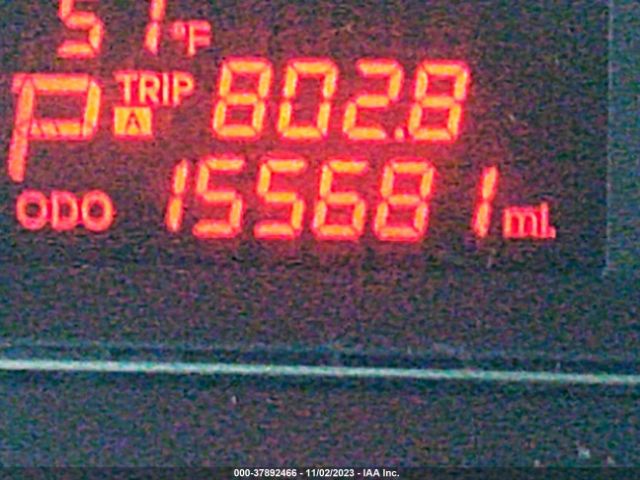 51°F
P TRIP A 802.8
ODO 155681 mi.
000-37892466 - 11/02/2023 - IAA Inc.